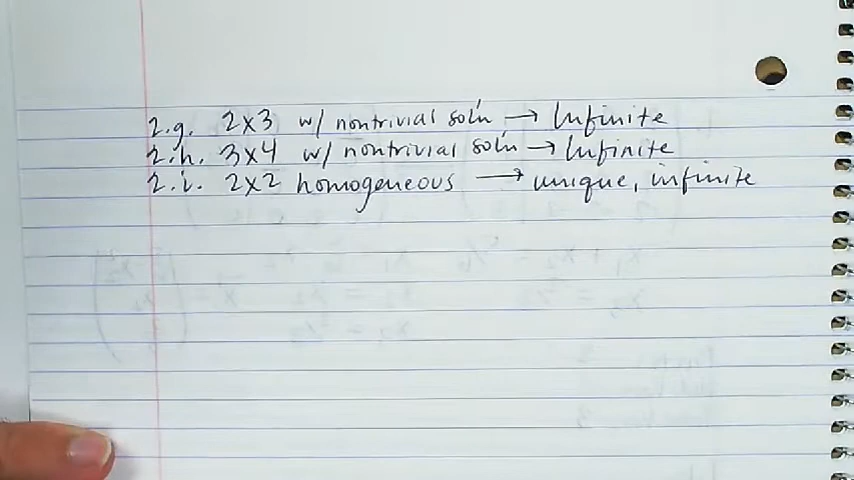 2.g. 2x3 w/ nontrivial soln → Infinite
2.h. 3x4 w/ nontrivial soln → Infinite
2.i. 2x2 homogeneous → unique, infinite